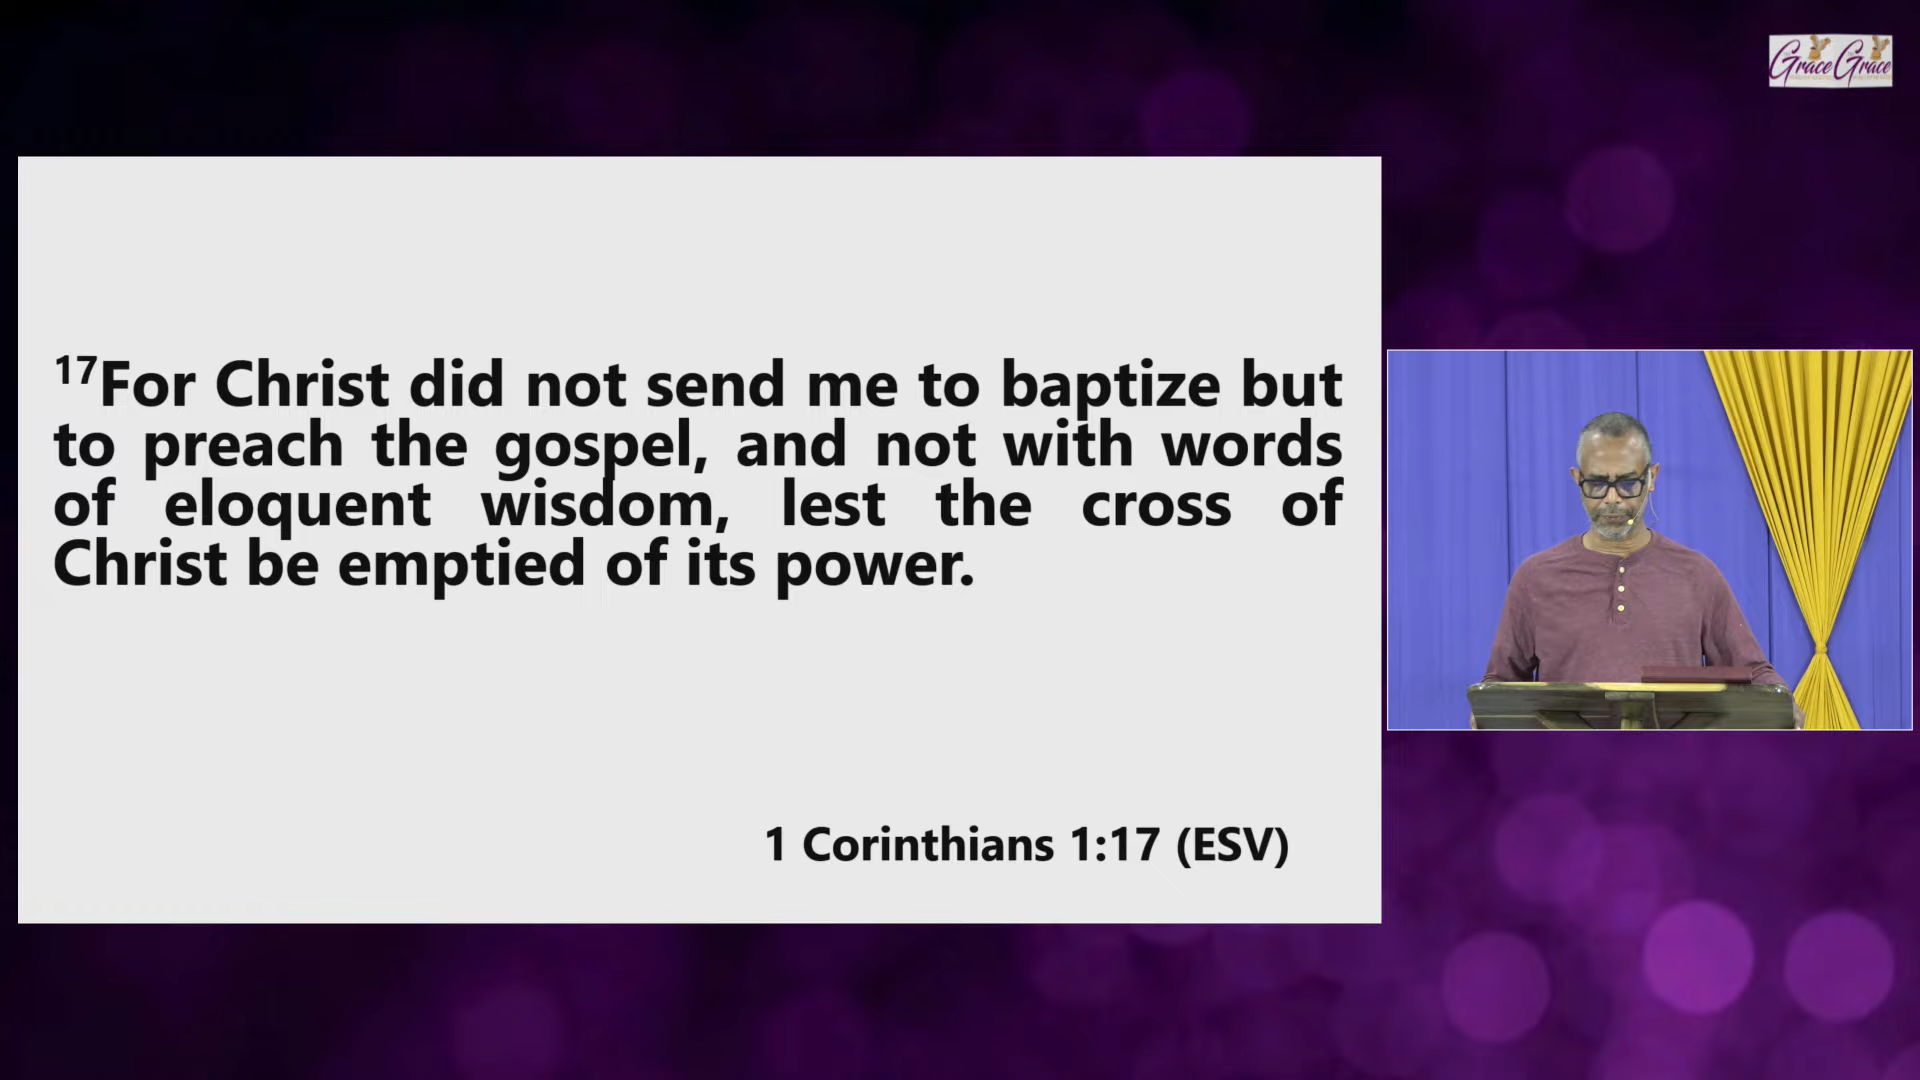 Grace Grace
17For Christ did not send me to baptize but
to preach the gospel, and not with words
of eloquent wisdom, lest the cross of
Christ be emptied of its power.
1 Corinthians 1:17 (ESV)